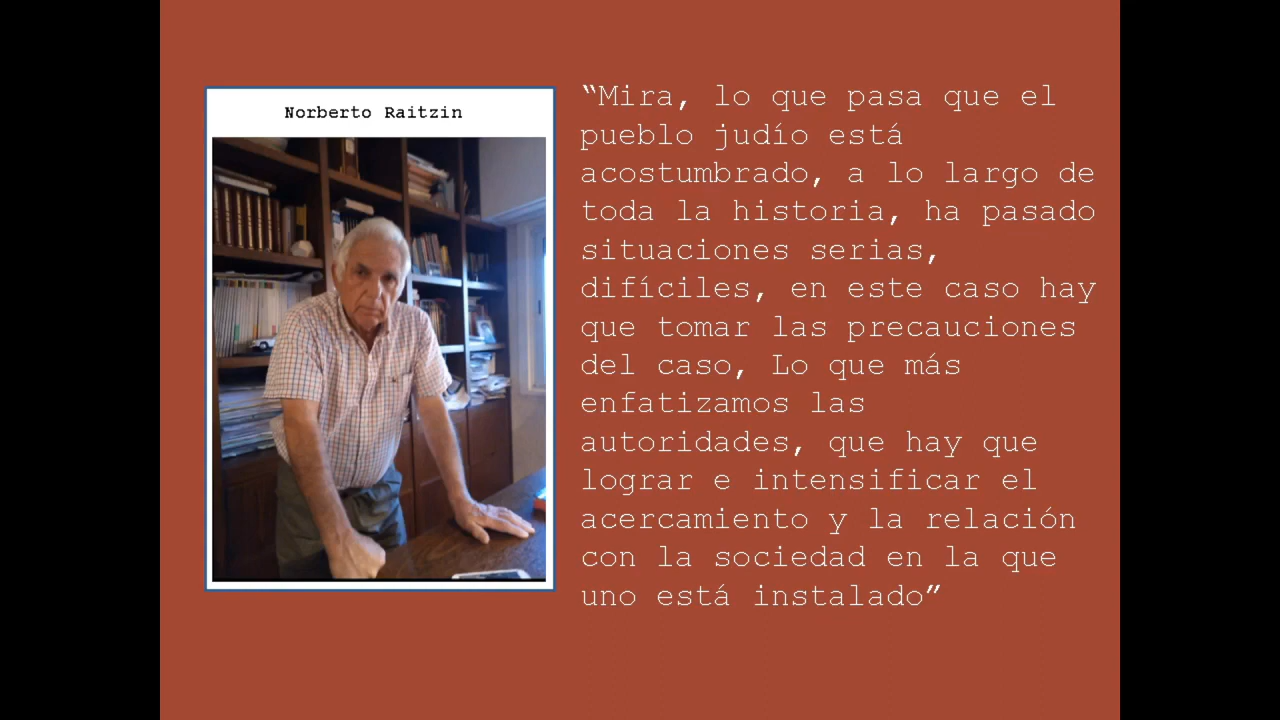 Norberto Raitzin
“Mira, lo que pasa que el
pueblo judío está
acostumbrado, a lo largo de
toda la historia, ha pasado
situaciones serias,
difíciles, en este caso hay
que tomar las precauciones
del caso, Lo que más
enfatizamos las
autoridades, que hay que
lograr e intensificar el
acercamiento y la relación
con la sociedad en la que
uno está instalado”